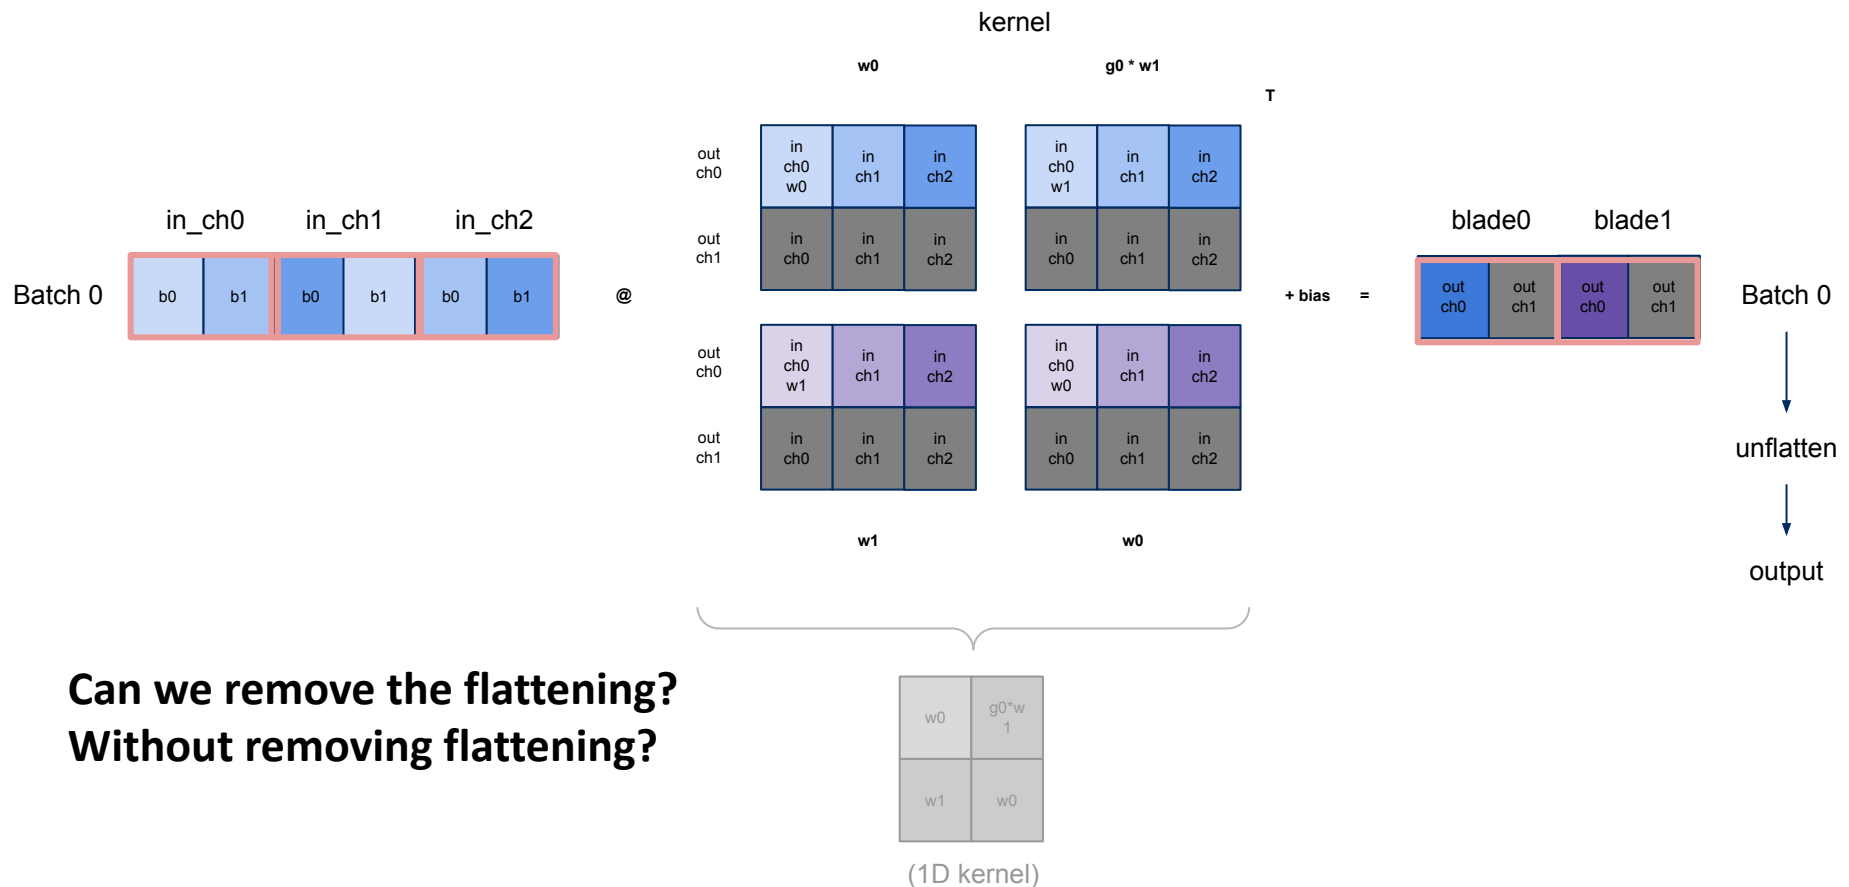 kernel
w0
g0 * w1
T
out
ch0
in
ch0
w0
in
ch1
in
ch2
in
ch0
w1
in
ch1
in
ch2
out
ch1
in
ch0
in
ch1
in
ch2
in
ch0
in
ch1
in
ch2
in_ch0
in_ch1
in_ch2
Batch 0
b0
b1
b0
b1
b0
b1
@
+ bias
=
blade0
blade1
out
ch0
out
ch1
out
ch0
out
ch1
Batch 0
out
ch0
in
ch0
w1
in
ch1
in
ch2
in
ch0
w0
in
ch1
in
ch2
out
ch1
in
ch0
in
ch1
in
ch2
in
ch0
in
ch1
in
ch2
w1
w0
unflatten
output
Can we remove the flattening?
Without removing flattening?
w0
g0*w
1
w1
w0
(1D kernel)